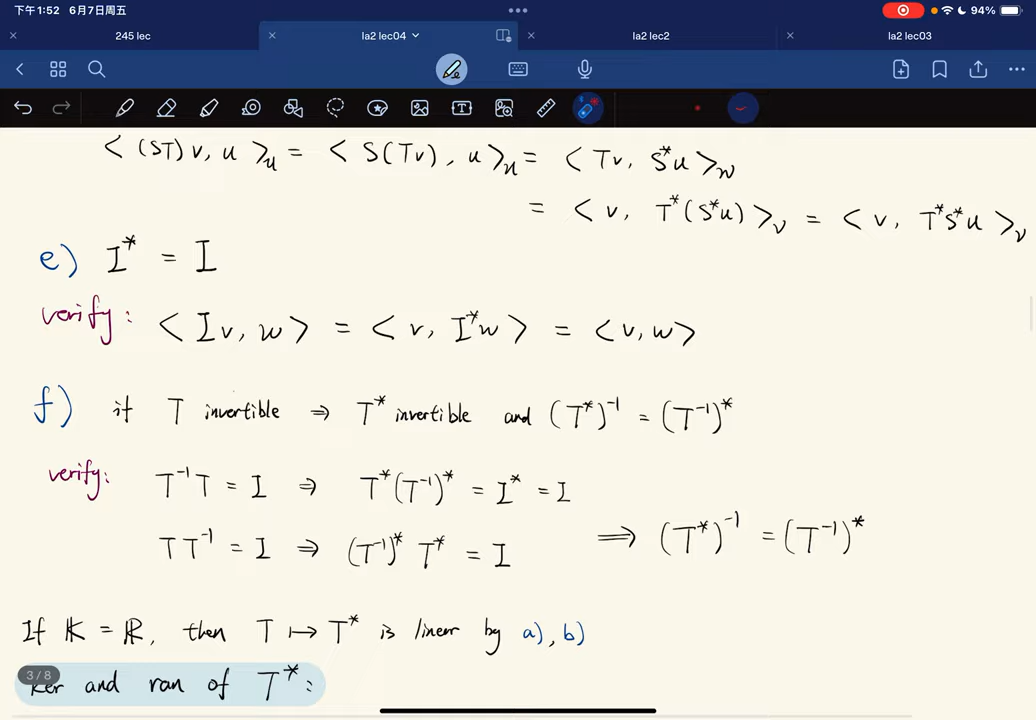 下午1:52 6月7日周五
94%
245 lec
la2 lec04
la2 lec2
la2 lec03
< (ST) v, u >_u = < S(Tv), u >_u = < Tv, S*u >_w
= < v, T*(S*u) >_v = < v, T*S*u >_v
e) I* = I
verify: < Iv, w > = < v, I*w > = < v, w >
f) if T invertible ⇒ T* invertible and (T*)⁻¹ = (T⁻¹)*
verify: T⁻¹T = I ⇒ T*(T⁻¹)* = I* = I
TT⁻¹ = I ⇒ (T⁻¹)* T* = I ⟹ (T*)⁻¹ = (T⁻¹)*
If 𝕂 = ℝ, then T ↦ T* is linear by a), b)
3/8
ker and ran of T*: